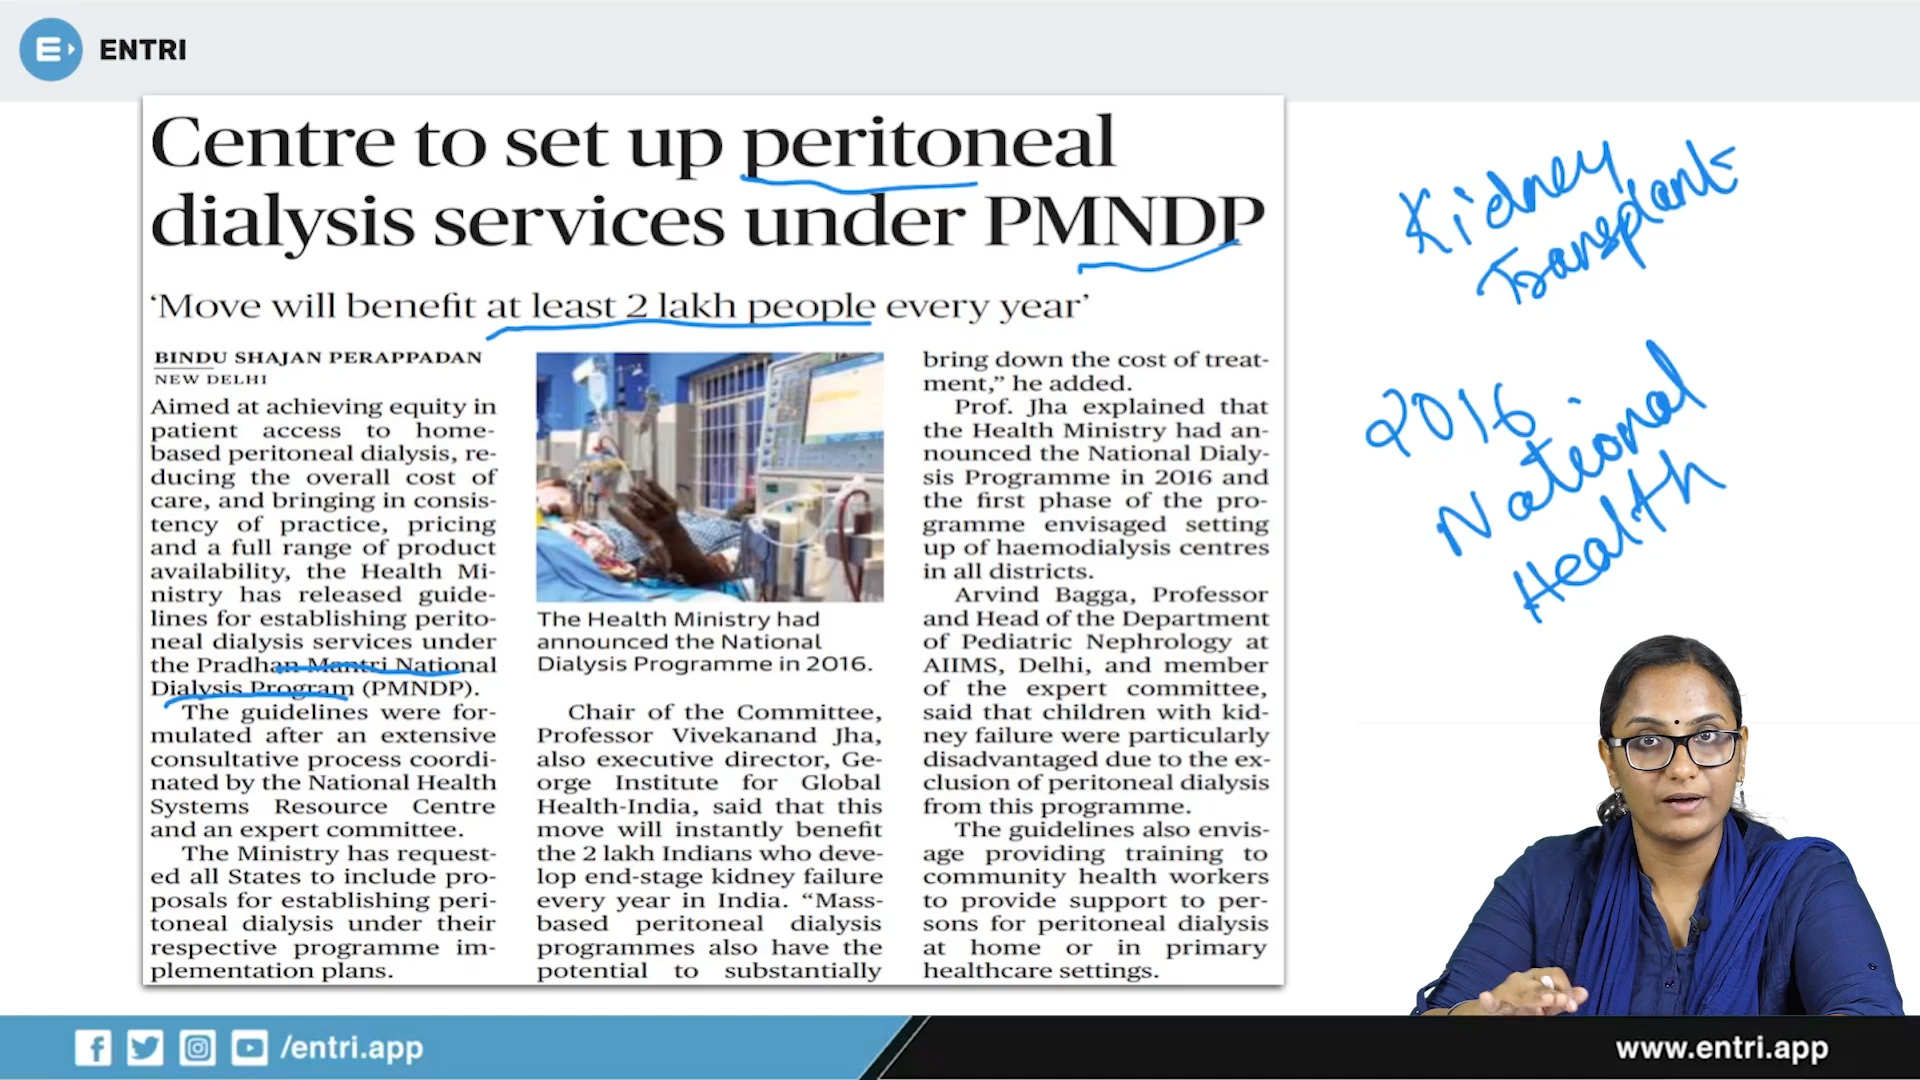 ENTRI
Centre to set up peritoneal
dialysis services under PMNDP
‘Move will benefit at least 2 lakh people every year’
BINDU SHAJAN PERAPPADAN
NEW DELHI
Aimed at achieving equity in
patient access to home-
based peritoneal dialysis, re-
ducing the overall cost of
care, and bringing in consis-
tency of practice, pricing
and a full range of product
availability, the Health Mi-
nistry has released guide-
lines for establishing perito-
neal dialysis services under
the Pradhan Mantri National
Dialysis Program (PMNDP).
The guidelines were for-
mulated after an extensive
consultative process coordi-
nated by the National Health
Systems Resource Centre
and an expert committee.
The Ministry has request-
ed all States to include pro-
posals for establishing peri-
toneal dialysis under their
respective programme im-
plementation plans.
The Health Ministry had
announced the National
Dialysis Programme in 2016.
Chair of the Committee,
Professor Vivekanand Jha,
also executive director, Ge-
orge Institute for Global
Health-India, said that this
move will instantly benefit
the 2 lakh Indians who deve-
lop end-stage kidney failure
every year in India. “Mass-
based peritoneal dialysis
programmes also have the
potential to substantially
bring down the cost of treat-
ment,” he added.
Prof. Jha explained that
the Health Ministry had an-
nounced the National Dialy-
sis Programme in 2016 and
the first phase of the pro-
gramme envisaged setting
up of haemodialysis centres
in all districts.
Arvind Bagga, Professor
and Head of the Department
of Pediatric Nephrology at
AIIMS, Delhi, and member
of the expert committee,
said that children with kid-
ney failure were particularly
disadvantaged due to the ex-
clusion of peritoneal dialysis
from this programme.
The guidelines also envis-
age providing training to
community health workers
to provide support to per-
sons for peritoneal dialysis
at home or in primary
healthcare settings.
Kidney
Transplant
2016
National
Health
/entri.app
www.entri.app